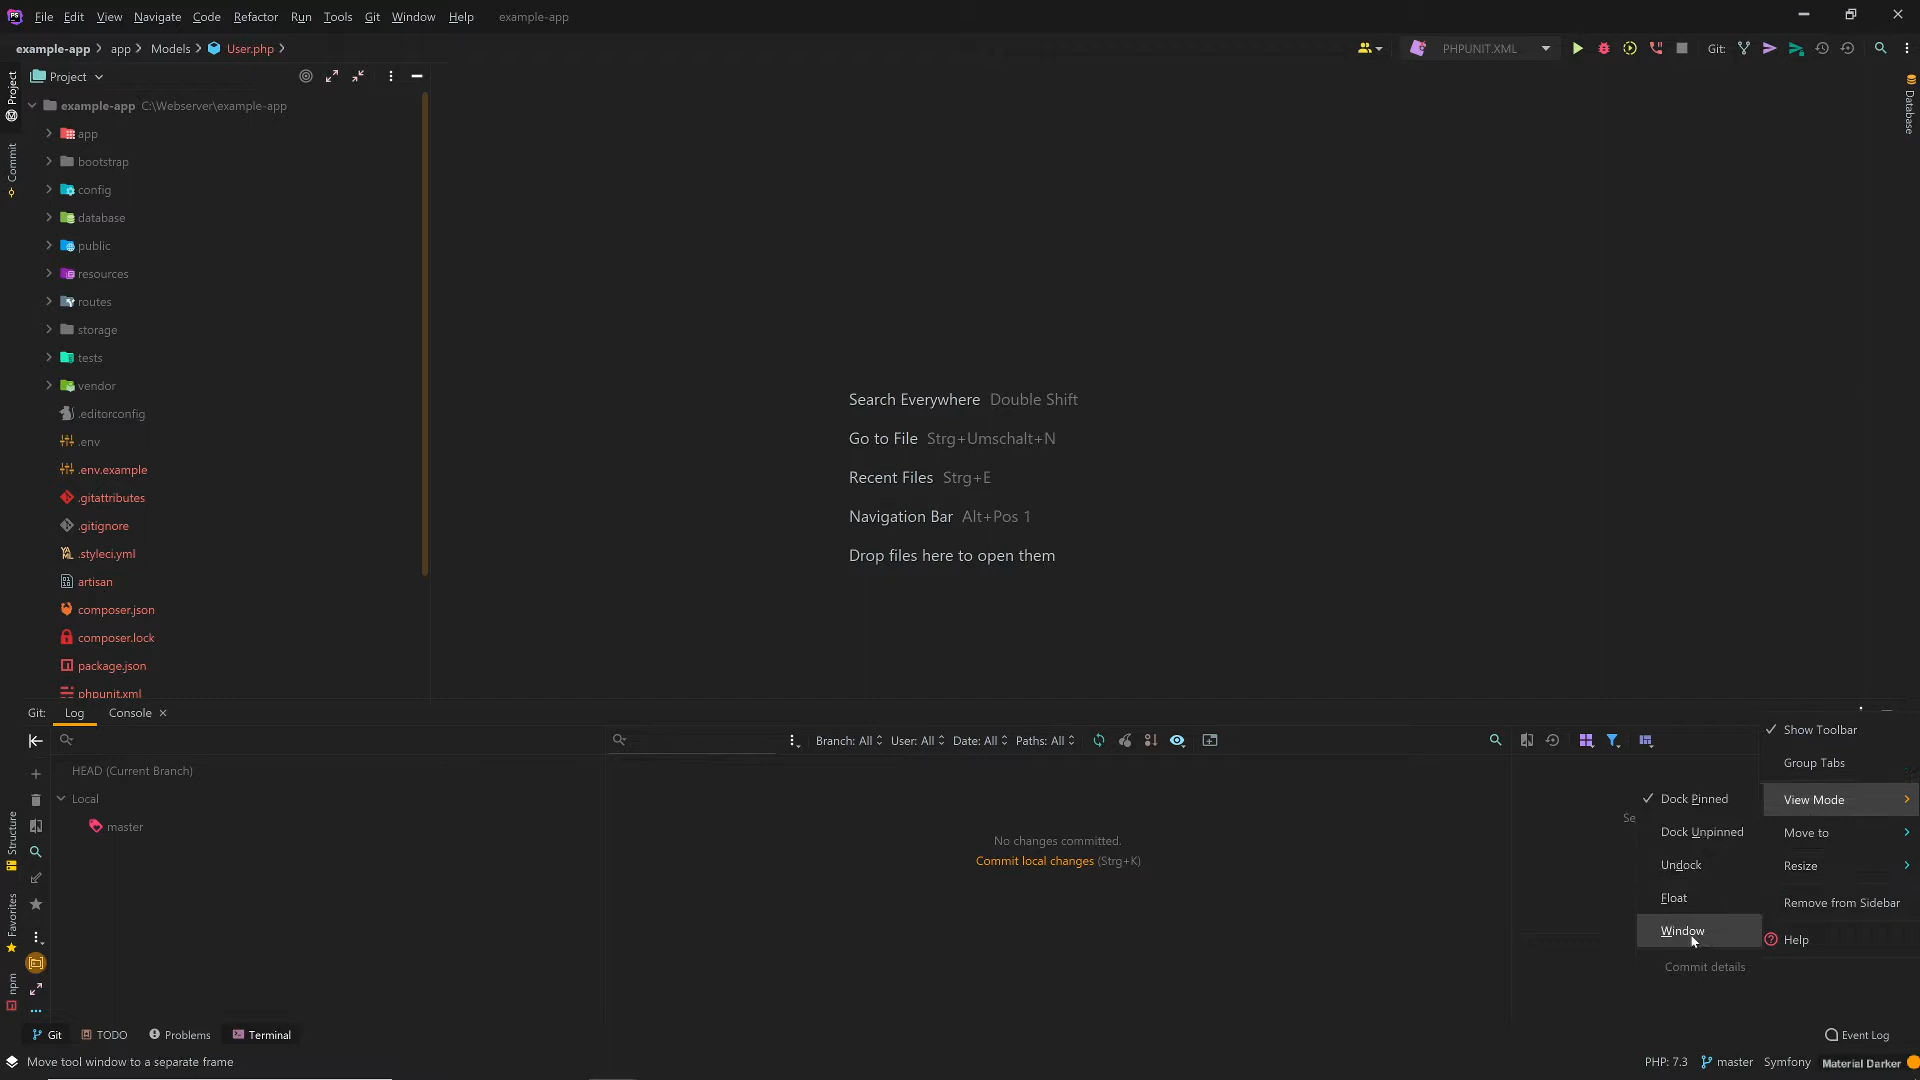 File Edit View Navigate Code Refactor Run Tools Git Window Help example-app
example-app app Models User.php
PHPUNIT.XML
Git:
Project
example-app C:\Webserver\example-app
app
bootstrap
config
database
public
resources
routes
storage
tests
vendor
.editorconfig
.env
.env.example
.gitattributes
.gitignore
.styleci.yml
artisan
composer.json
composer.lock
package.json
phpunit.xml
Project
Commit
Structure
Favorites
npm
Database
Search Everywhere Double Shift
Go to File Strg+Umschalt+N
Recent Files Strg+E
Navigation Bar Alt+Pos 1
Drop files here to open them
Git: Log Console
Branch: All User: All Date: All Paths: All
HEAD (Current Branch)
Local
master
No changes committed.
Commit local changes (Strg+K)
Se
Commit details
Show Toolbar
Group Tabs
View Mode
Move to
Resize
Remove from Sidebar
Help
Dock Pinned
Dock Unpinned
Undock
Float
Window
Git TODO Problems Terminal
Event Log
Move tool window to a separate frame
PHP: 7.3 master Symfony Material Darker